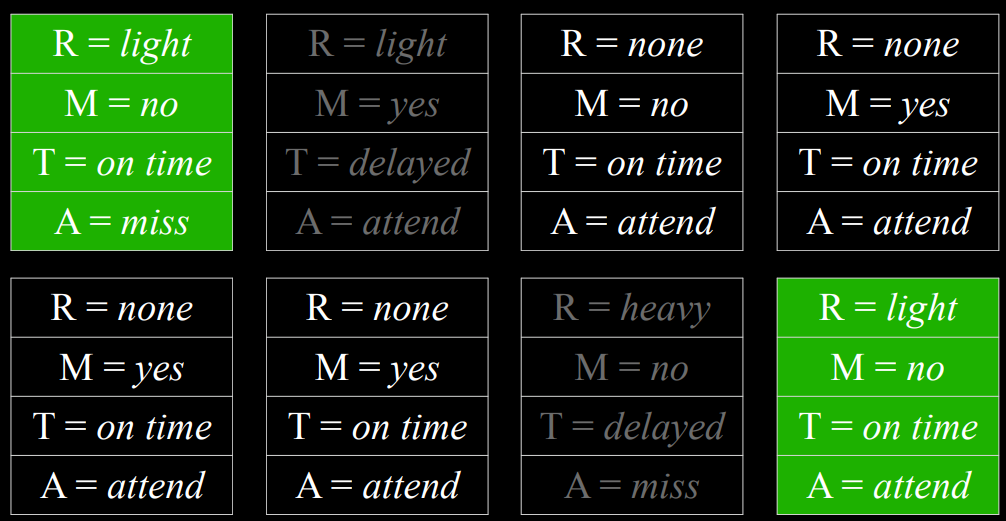 R = light
M = no
T = on time
A = miss
R = light
M = yes
T = delayed
A = attend
R = none
M = no
T = on time
A = attend
R = none
M = yes
T = on time
A = attend
R = none
M = yes
T = on time
A = attend
R = none
M = yes
T = on time
A = attend
R = heavy
M = no
T = delayed
A = miss
R = light
M = no
T = on time
A = attend